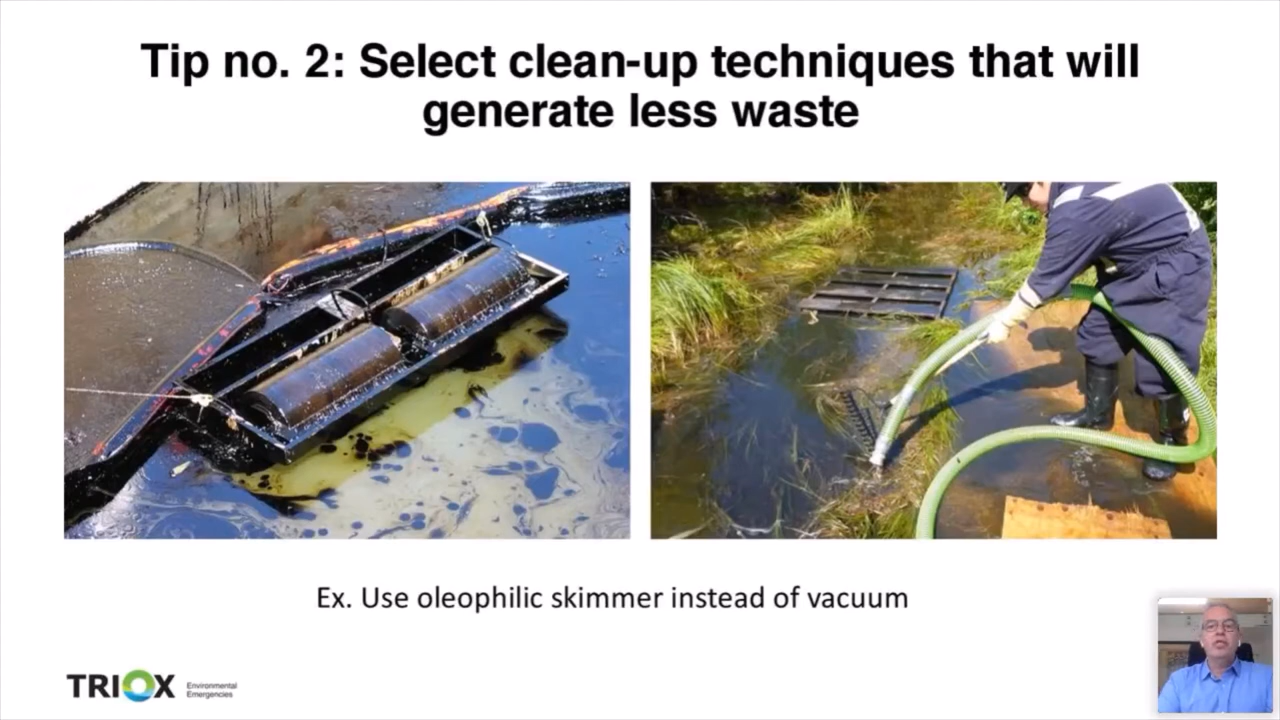 Tip no. 2: Select clean-up techniques that will
generate less waste
Ex. Use oleophilic skimmer instead of vacuum
TRIOX
Environmental
Emergencies